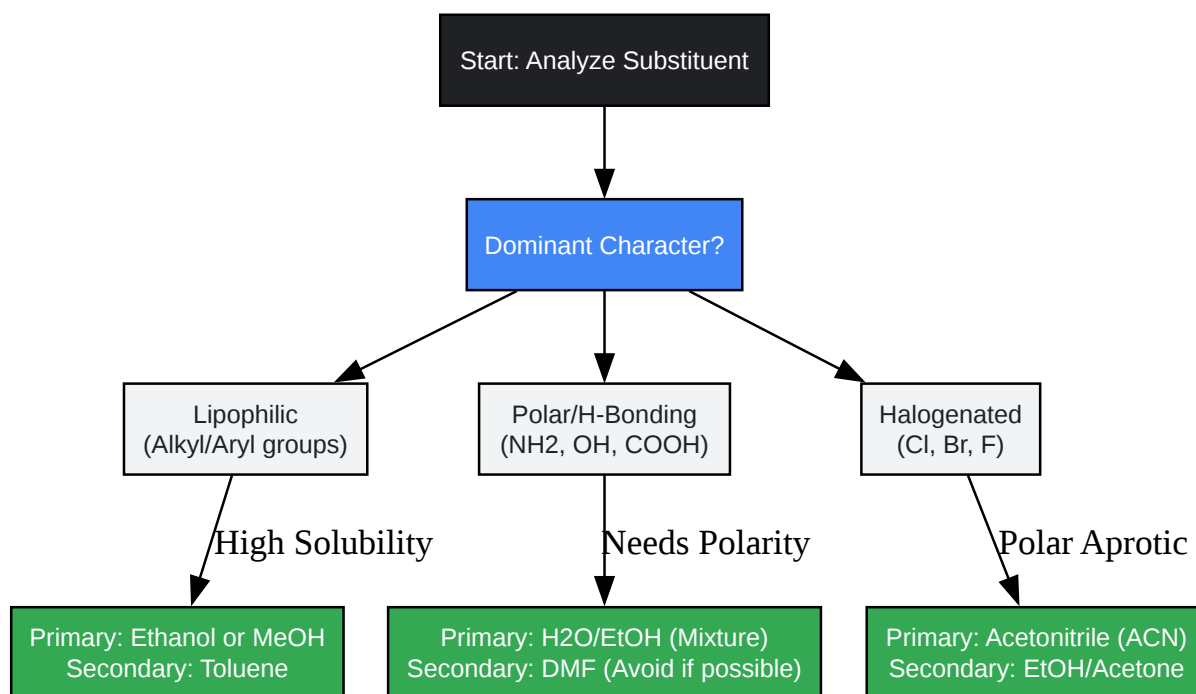 Start: Analyze Substituent
Dominant Character?
Lipophilic
(Alkyl/Aryl groups)
Polar/H-Bonding
(NH2, OH, COOH)
Halogenated
(Cl, Br, F)
High Solubility
Needs Polarity
Polar Aprotic
Primary: Ethanol or MeOH
Secondary: Toluene
Primary: H2O/EtOH (Mixture)
Secondary: DMF (Avoid if possible)
Primary: Acetonitrile (ACN)
Secondary: EtOH/Acetone